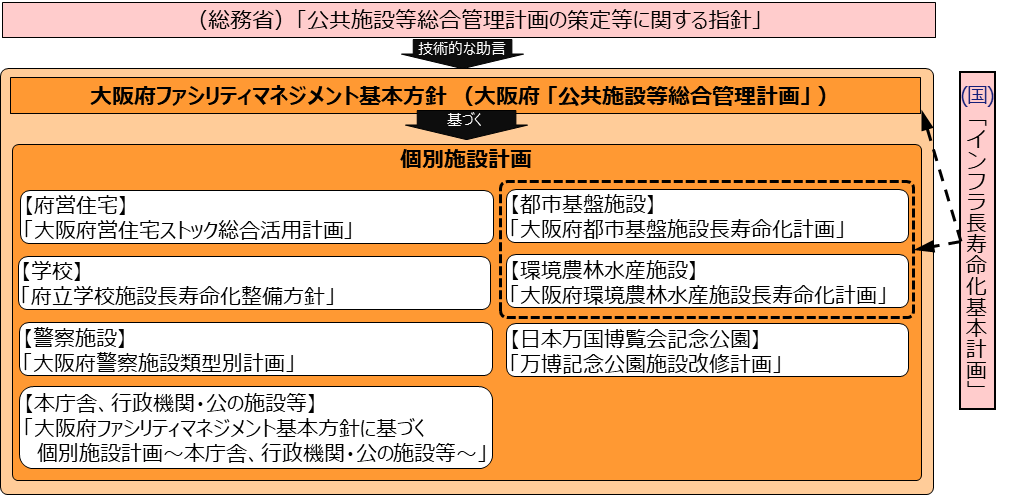 （総務省）「公共施設等総合管理計画の策定等に関する指針」
技術的な助言
大阪府ファシリティマネジメント基本方針 （大阪府「公共施設等総合管理計画」）
基づく
個別施設計画
【府営住宅】
「大阪府営住宅ストック総合活用計画」
【学校】
「府立学校施設長寿命化整備方針」
【警察施設】
「大阪府警察施設類型別計画」
【本庁舎、行政機関・公の施設等】
「大阪府ファシリティマネジメント基本方針に基づく
個別施設計画～本庁舎、行政機関・公の施設等～」
【都市基盤施設】
「大阪府都市基盤施設長寿命化計画」
【環境農林水産施設】
「大阪府環境農林水産施設長寿命化計画」
【日本万国博覧会記念公園】
「万博記念公園施設改修計画」
(国)「インフラ長寿命化基本計画」